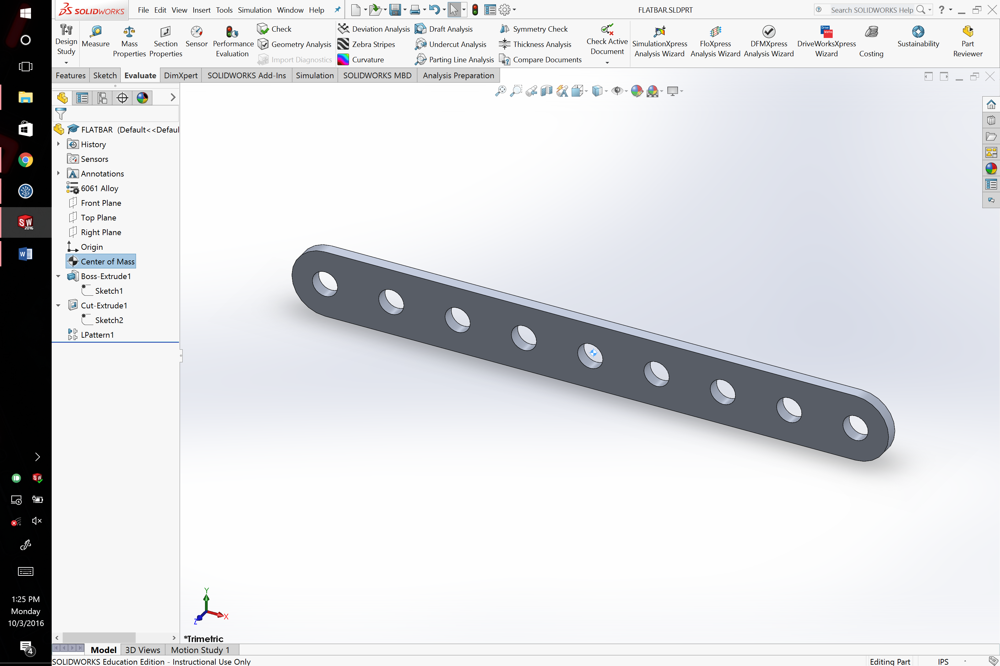 SOLIDWORKS
File Edit View Insert Tools Simulation Window Help
FLATBAR.SLDPRT
Search SOLIDWORKS Help
?
Design Study
Measure
Mass Properties
Section Properties
Sensor
Performance Evaluation
Check
Geometry Analysis
Import Diagnostics
Deviation Analysis
Zebra Stripes
Curvature
Draft Analysis
Undercut Analysis
Parting Line Analysis
Symmetry Check
Thickness Analysis
Compare Documents
Check Active Document
SimulationXpress Analysis Wizard
FloXpress Analysis Wizard
DFMXpress Analysis Wizard
Drive Works
DriveWorksXpress Wizard
Costing
Sustainability
Part Reviewer
Features Sketch Evaluate DimXpert SOLIDWORKS Add-Ins Simulation SOLIDWORKS MBD Analysis Preparation
FLATBAR (Default<<Defaul
History
Sensors
Annotations
6061 Alloy
Front Plane
Top Plane
Right Plane
Origin
Center of Mass
Boss-Extrude1
Sketch1
Cut-Extrude1
Sketch2
LPattern1
SW 2016
W
1:25 PM
Monday
10/3/2016
4
Y
X
Z
*Trimetric
Model 3D Views Motion Study 1
SOLIDWORKS Education Edition - Instructional Use Only
Editing Part IPS